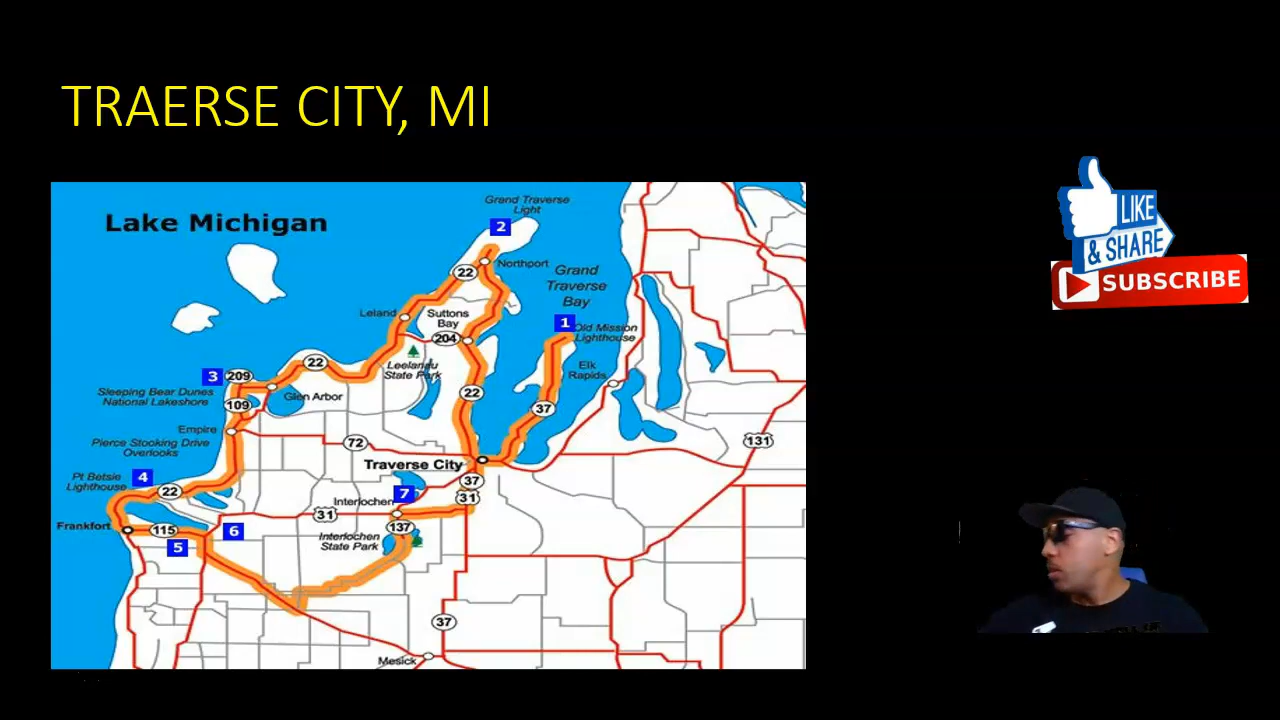 TRAERSE CITY, MI
Lake Michigan
Grand Traverse
Light
2
Northport
22
Grand
Traverse
Bay
Leland
Suttons
Bay
1
Old Mission
Lighthouse
204
22
Leelanau
State Park
Elk
Rapids
3
209
Sleeping Bear Dunes
National Lakeshore
109
Glen Arbor
22
37
Empire
72
131
Pierce Stocking Drive
Overlooks
Traverse City
Pt Betsie
Lighthouse
4
22
7
37
31
Interlochen
31
137
Frankfort
115
6
5
Interlochen
State Park
37
Mesick
LIKE
& SHARE
SUBSCRIBE